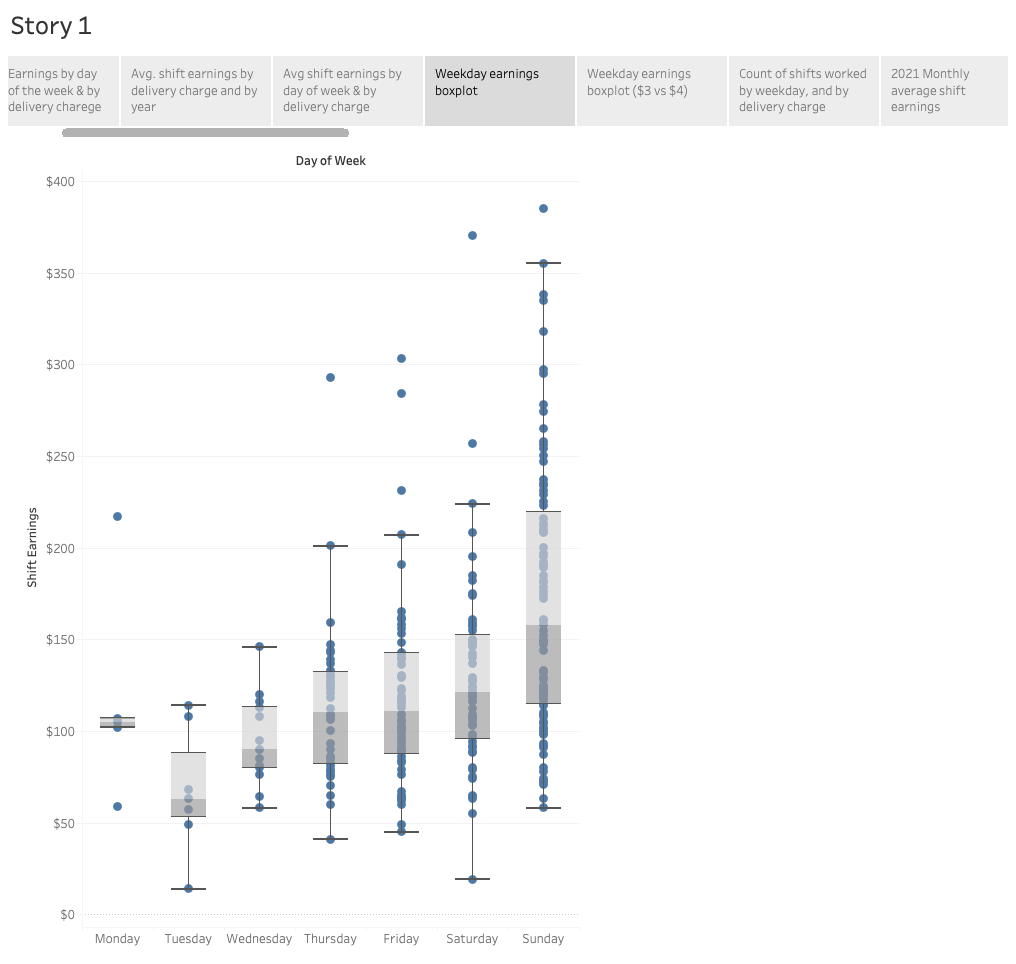 Story 1
Earnings by day
of the week & by
delivery charege
Avg. shift earnings by
delivery charge and by
year
Avg shift earnings by
day of week & by
delivery charge
Weekday earnings
boxplot
Weekday earnings
boxplot ($3 vs $4)
Count of shifts worked
by weekday, and by
delivery charge
2021 Monthly
average shift
earnings
Day of Week
$400
$350
$300
$250
$200
$150
$100
$50
$0
Shift Earnings
Monday
Tuesday
Wednesday
Thursday
Friday
Saturday
Sunday